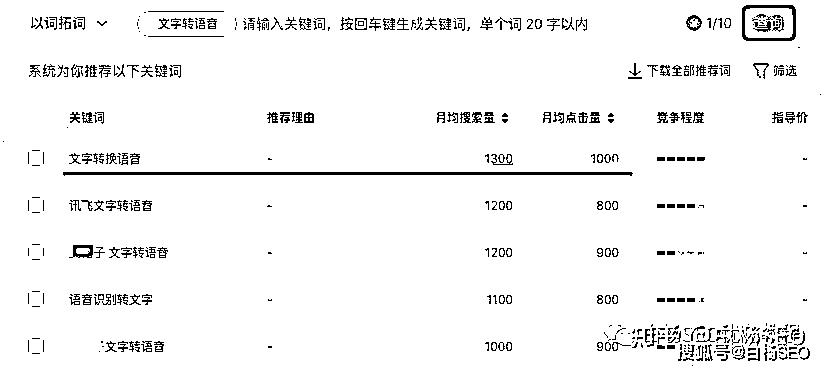 以词拓词 文字转语音 请输入关键词，按回车键生成关键词，单个词 20 字以内 1/10 查询
系统为你推荐以下关键词 下载全部推荐词 筛选
关键词 推荐理由 月均搜索量 月均点击量 竞争程度 指导价
文字转换语音 - 1300 1000 -
讯飞文字转语音 - 1200 800 -
子 文字转语音 - 1200 900 -
语音识别转文字 - 1100 800 -
文字转语音 - 1000 900
搜狐号@白杨SEO